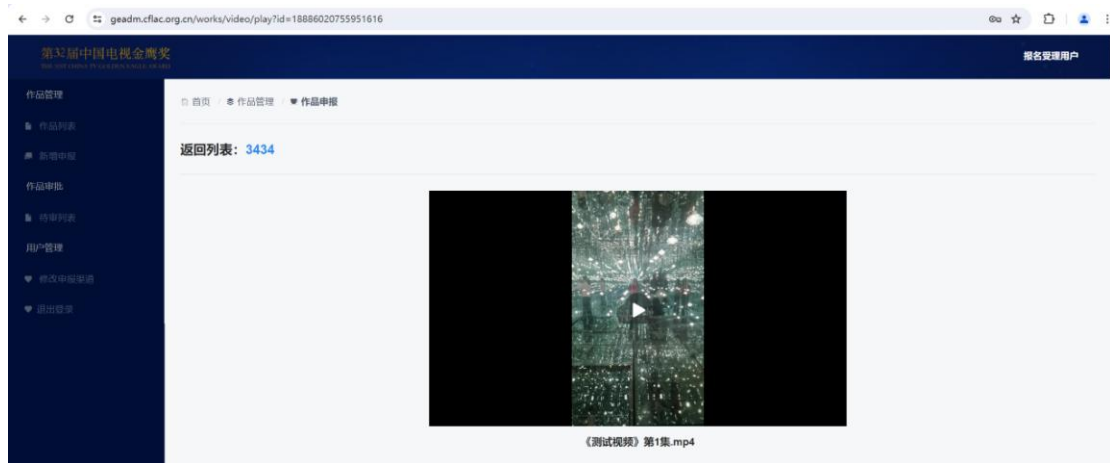 geadm.cflac.org.cn/works/video/play?id=18886020755951616
第32届中国电视金鹰奖
报名受理用户
作品管理
首页 / 作品管理 / 作品申报
作品列表
新增申报
返回列表：3434
作品审批
待审列表
用户管理
修改申报渠道
退出登录
《测试视频》第1集.mp4